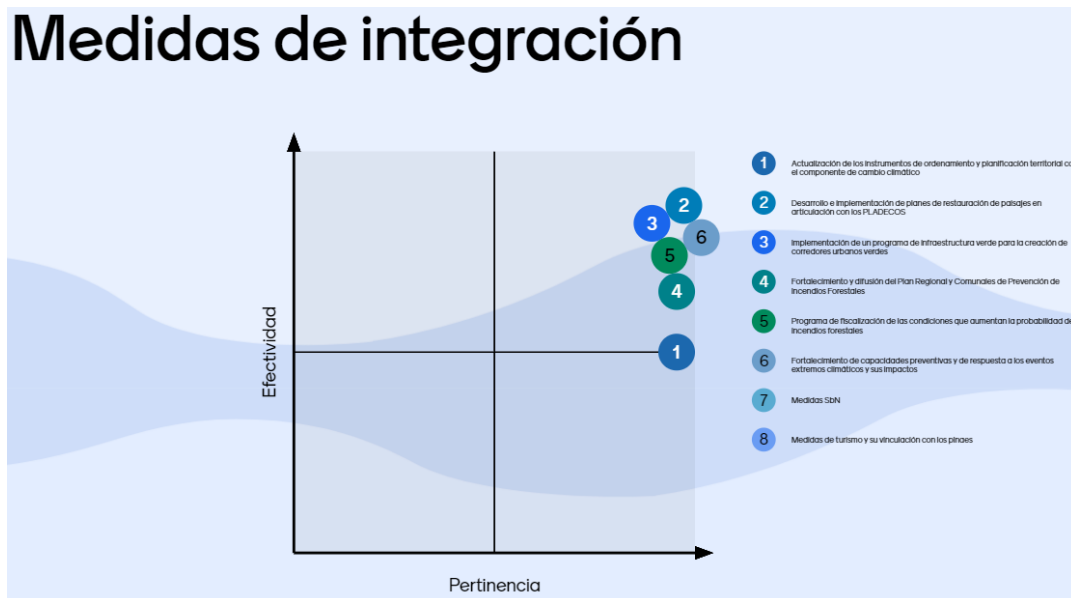 Medidas de integración
2
3
6
5
4
1
Efectividad
Pertinencia
1
Actualización de los instrumentos de ordenamiento y planificación territorial co
el componente de cambio climático
2
Desarrollo e implementación de planes de restauración de paisajes en
articulación con los PLADECOS
3
Implementación de un programa de infraestructura verde para la creación de
corredores urbanos verdes
4
Fortalecimiento y difusión del Plan Regional y Comunales de Prevención de
Incendios Forestales
5
Programa de fiscalización de las condiciones que aumentan la probabilidad de
incendios forestales
6
Fortalecimiento de capacidades preventivas y de respuesta a los eventos
extremos climáticos y sus impactos
7
Medidas SbN
8
Medidas de turismo y su vinculación con los pinaes